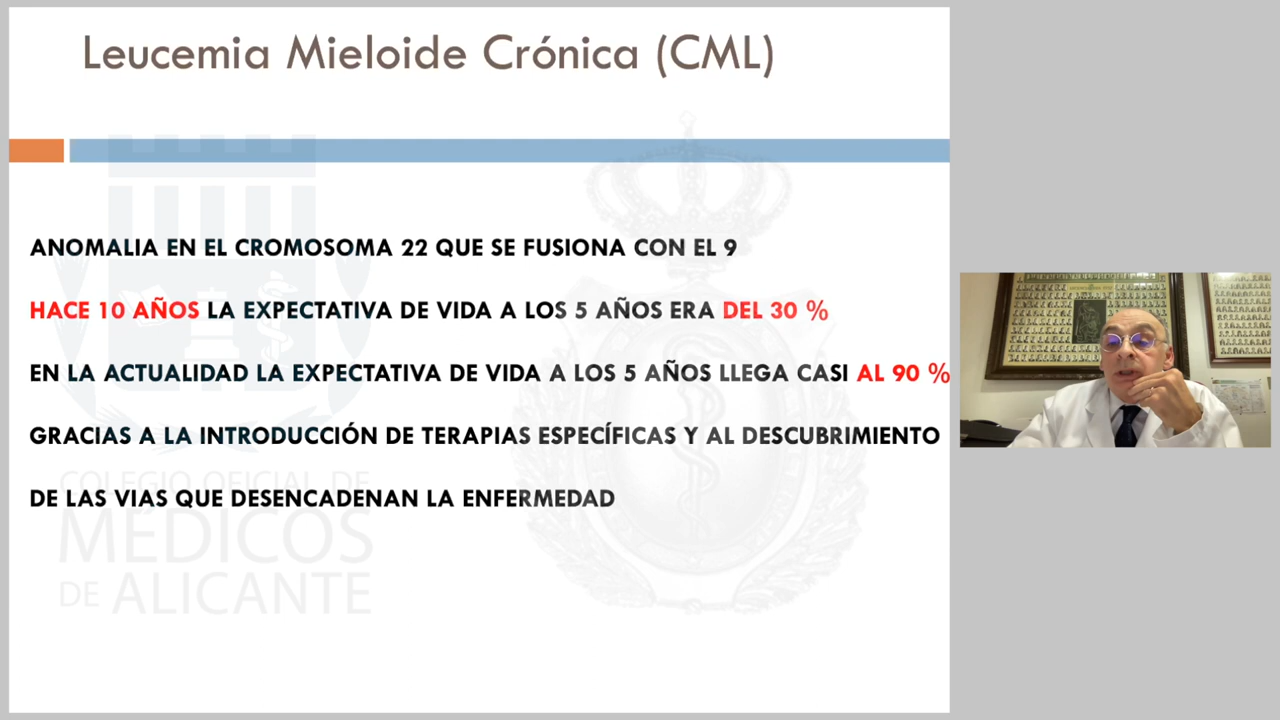 Leucemia Mieloide Crónica (CML)
ANOMALIA EN EL CROMOSOMA 22 QUE SE FUSIONA CON EL 9
HACE 10 AÑOS LA EXPECTATIVA DE VIDA A LOS 5 AÑOS ERA DEL 30 %
EN LA ACTUALIDAD LA EXPECTATIVA DE VIDA A LOS 5 AÑOS LLEGA CASI AL 90 %
GRACIAS A LA INTRODUCCIÓN DE TERAPIAS ESPECÍFICAS Y AL DESCUBRIMIENTO
DE LAS VIAS QUE DESENCADENAN LA ENFERMEDAD
COLEGIO OFICIAL DE
MEDICOS
DE ALICANTE